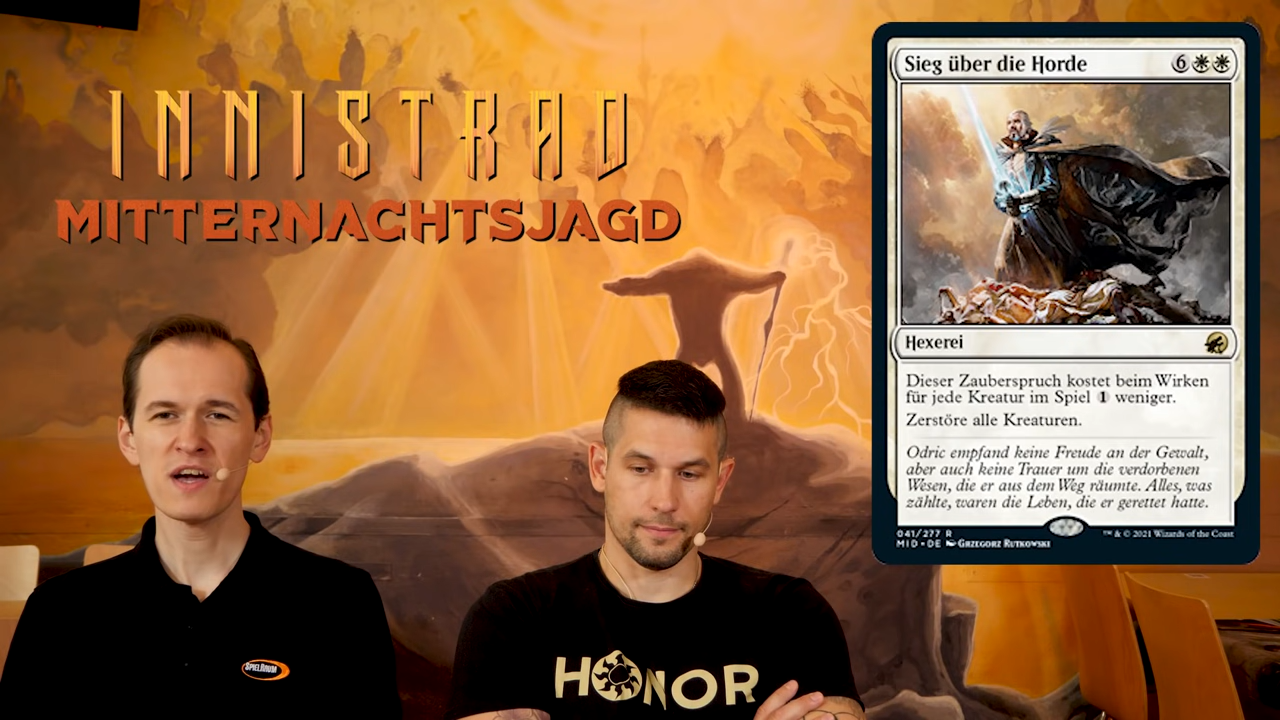 INNISTRAD
MITTERNACHTSJAGD
Sieg über die Horde 6
Hexerei
Dieser Zauberspruch kostet beim Wirken
für jede Kreatur im Spiel 1 weniger.
Zerstöre alle Kreaturen.
Odric empfand keine Freude an der Gewalt,
aber auch keine Trauer um die verdorbenen
Wesen, die er aus dem Weg räumte. Alles, was
zählte, waren die Leben, die er gerettet hatte.
041/277 R
MID • DE Grzegorz Rutkowski
™ & © 2021 Wizards of the Coast
SPIELRAUM
HONOR